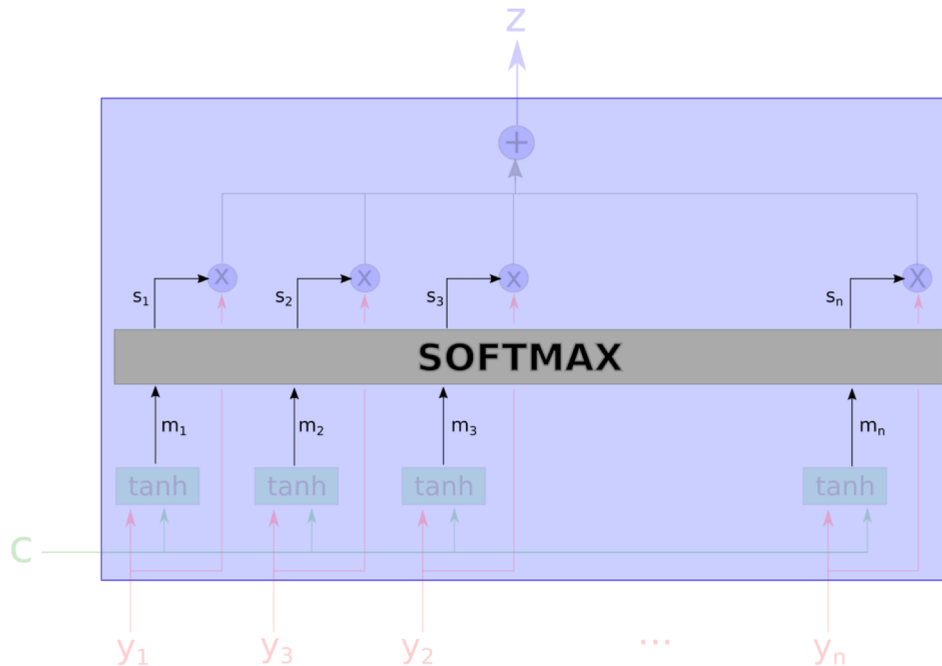 z
+
x x x x
s1 s2 s3 sn
SOFTMAX
m1 m2 m3 mn
tanh tanh tanh tanh
c
y1 y3 y2 ... yn